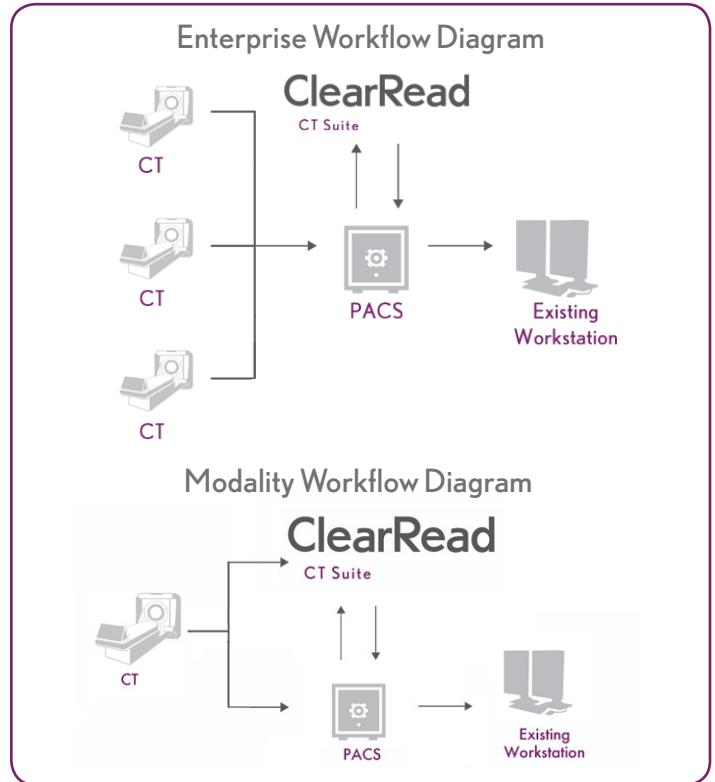 Enterprise Workflow Diagram
ClearRead
CT Suite
CT
CT
CT
PACS
Existing
Workstation
Modality Workflow Diagram
ClearRead
CT Suite
CT
PACS
Existing
Workstation